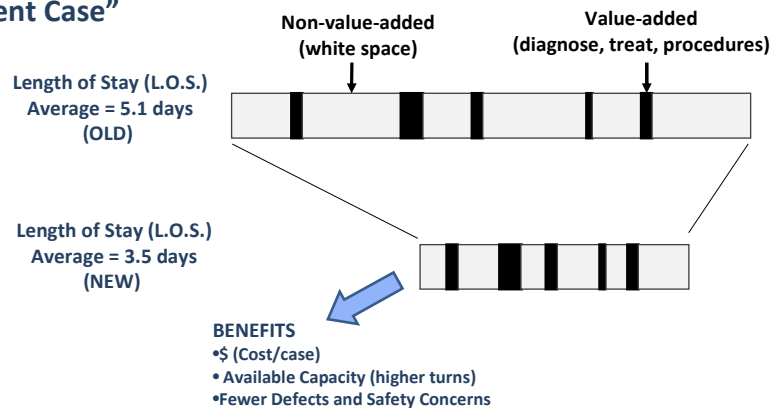 ent Case”
Non-value-added
(white space)
Value-added
(diagnose, treat, procedures)
Length of Stay (L.O.S.)
Average = 5.1 days
(OLD)
Length of Stay (L.O.S.)
Average = 3.5 days
(NEW)
BENEFITS
•$ (Cost/case)
• Available Capacity (higher turns)
•Fewer Defects and Safety Concerns